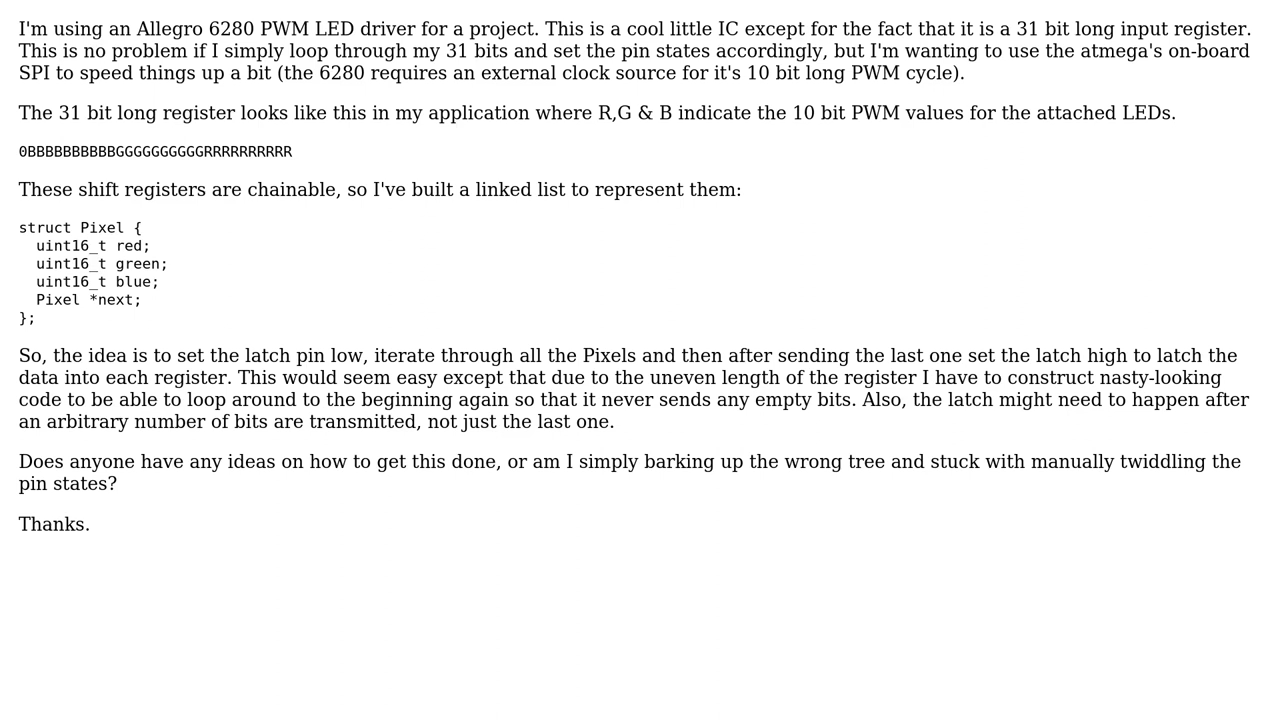 I'm using an Allegro 6280 PWM LED driver for a project. This is a cool little IC except for the fact that it is a 31 bit long input register.
This is no problem if I simply loop through my 31 bits and set the pin states accordingly, but I'm wanting to use the atmega's on-board
SPI to speed things up a bit (the 6280 requires an external clock source for it's 10 bit long PWM cycle).
The 31 bit long register looks like this in my application where R,G & B indicate the 10 bit PWM values for the attached LEDs.
0BBBBBBBBBBGGGGGGGGGGRRRRRRRRRR
These shift registers are chainable, so I've built a linked list to represent them:
struct Pixel {
  uint16_t red;
  uint16_t green;
  uint16_t blue;
  Pixel *next;
};
So, the idea is to set the latch pin low, iterate through all the Pixels and then after sending the last one set the latch high to latch the
data into each register. This would seem easy except that due to the uneven length of the register I have to construct nasty-looking
code to be able to loop around to the beginning again so that it never sends any empty bits. Also, the latch might need to happen after
an arbitrary number of bits are transmitted, not just the last one.
Does anyone have any ideas on how to get this done, or am I simply barking up the wrong tree and stuck with manually twiddling the
pin states?
Thanks.